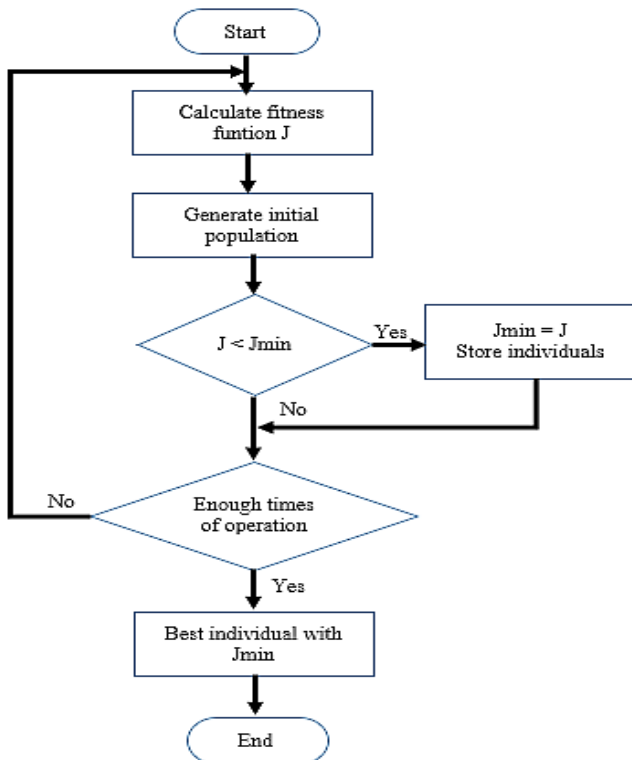 Start
Calculate fitness
funtion J
Generate initial
population
J < Jmin
Yes
Jmin = J
Store individuals
No
No
Enough times
of operation
Yes
Best individual with
Jmin
End